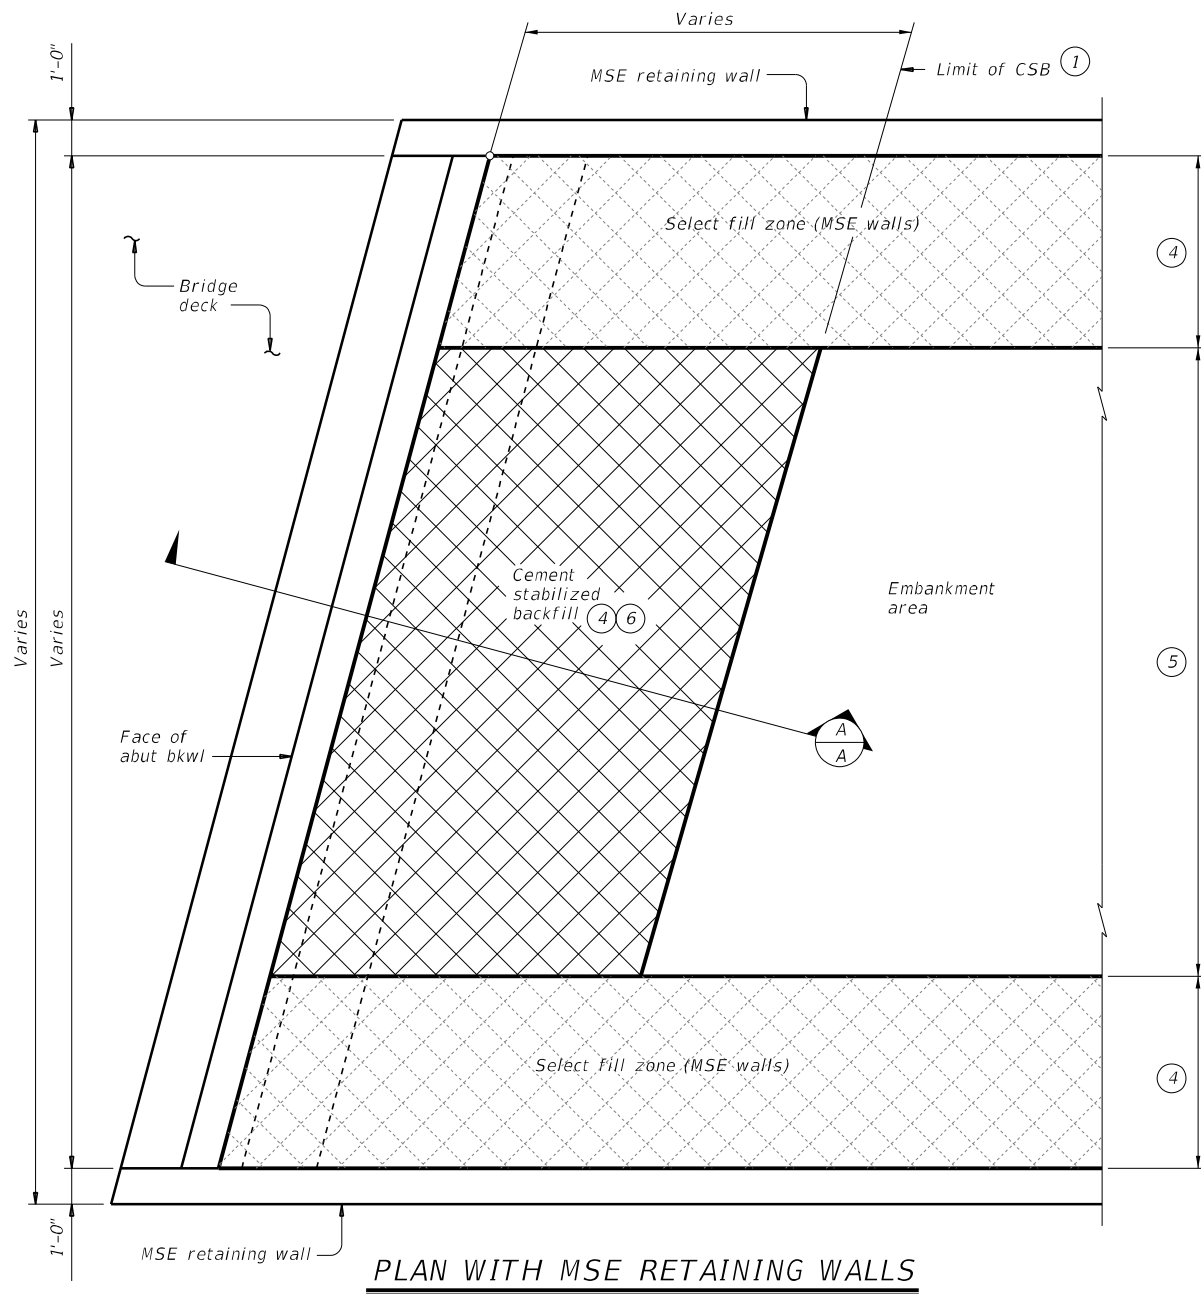 Varies
1'-0"
MSE retaining wall
Limit of CSB 1
Select fill zone (MSE walls)
4
Bridge
deck
Cement
stabilized
backfill 4 6
Embankment
area
Varies
Varies
5
Face of
abut bkwl
A
A
Select fill zone (MSE walls)
4
1'-0"
MSE retaining wall
PLAN WITH MSE RETAINING WALLS